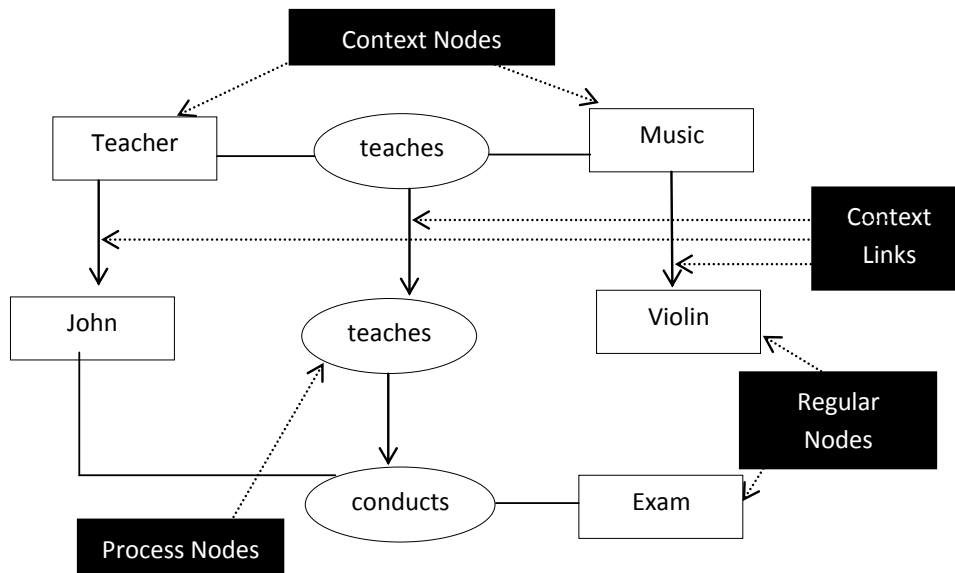 Context Nodes
Teacher
teaches
Music
Context
Links
John
teaches
Violin
Regular
Nodes
conducts
Exam
Process Nodes